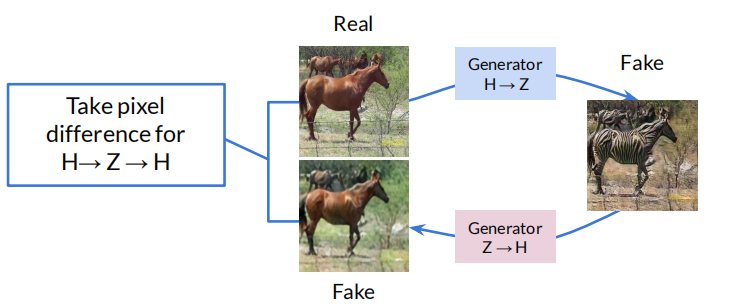 Real
Generator
H→Z
Fake
Take pixel
difference for
H→ Z → H
Generator
Z→H
Fake